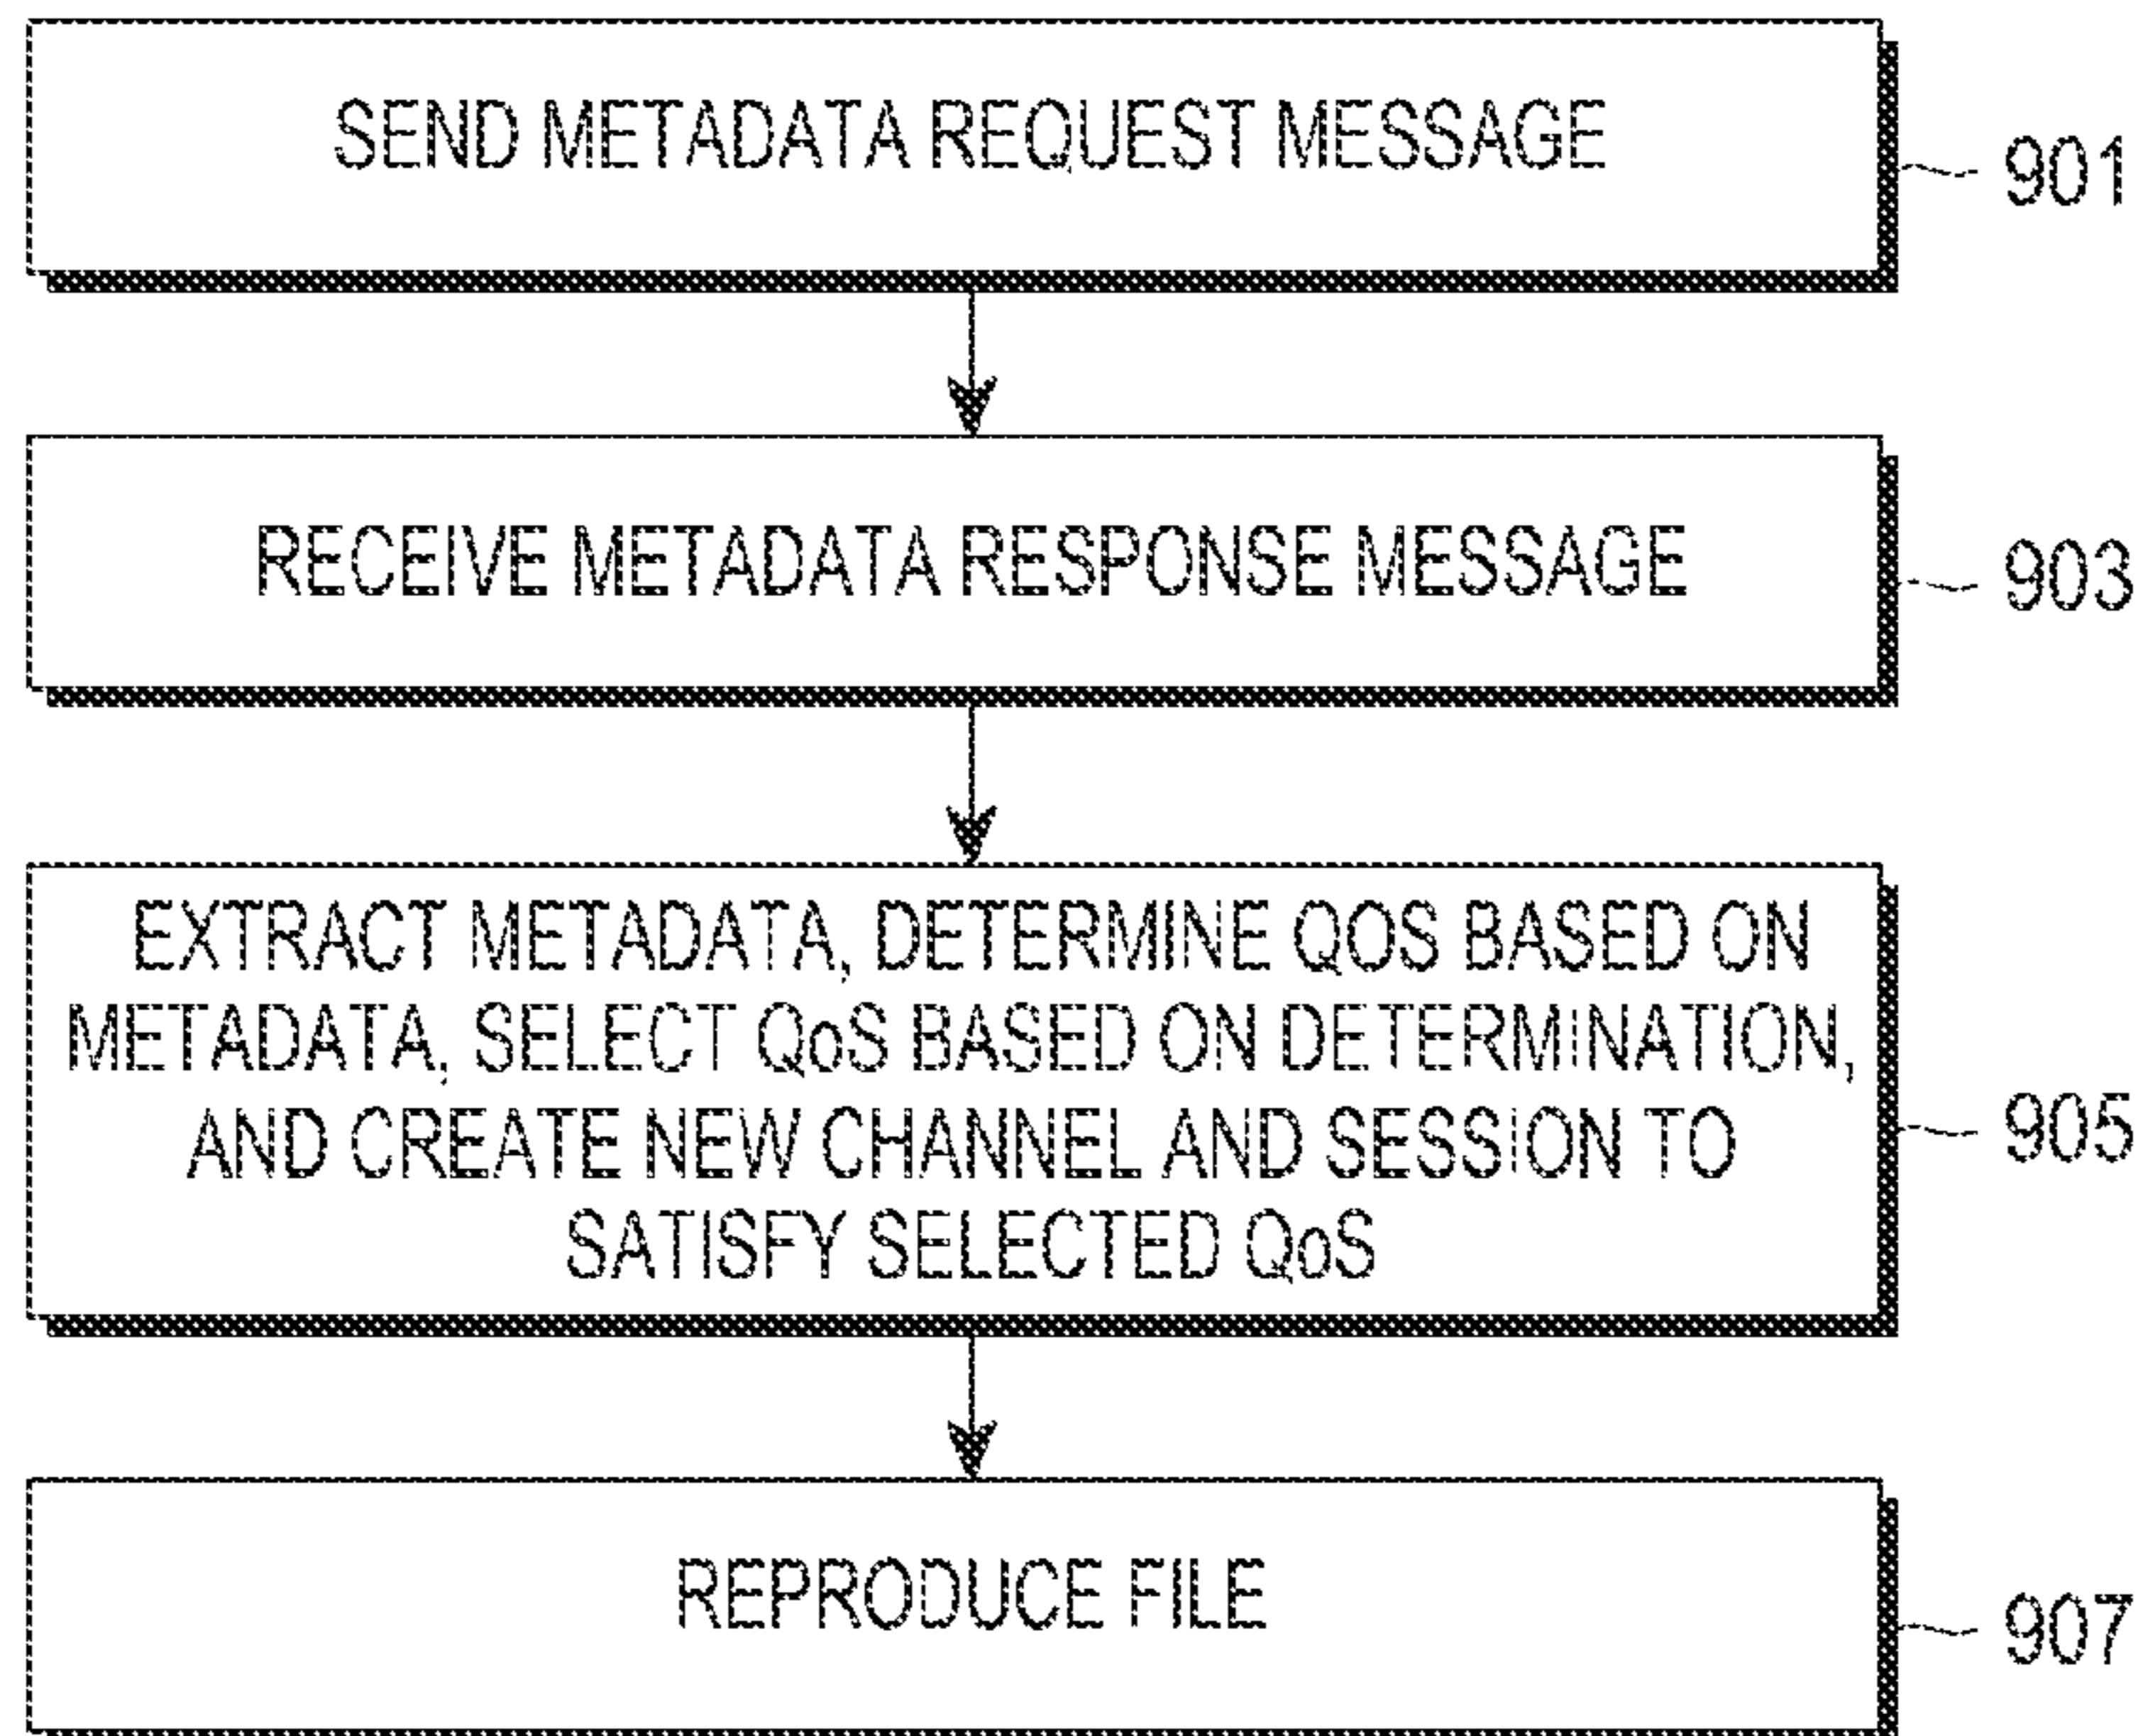 SEND METADATA REQUEST MESSAGE
901
RECEIVE METADATA RESPONSE MESSAGE
903
EXTRACT METADATA, DETERMINE QOS BASED ON
METADATA, SELECT QoS BASED ON DETERMINATION,
AND CREATE NEW CHANNEL AND SESSION TO
SATISFY SELECTED QoS
905
REPRODUCE FILE
907